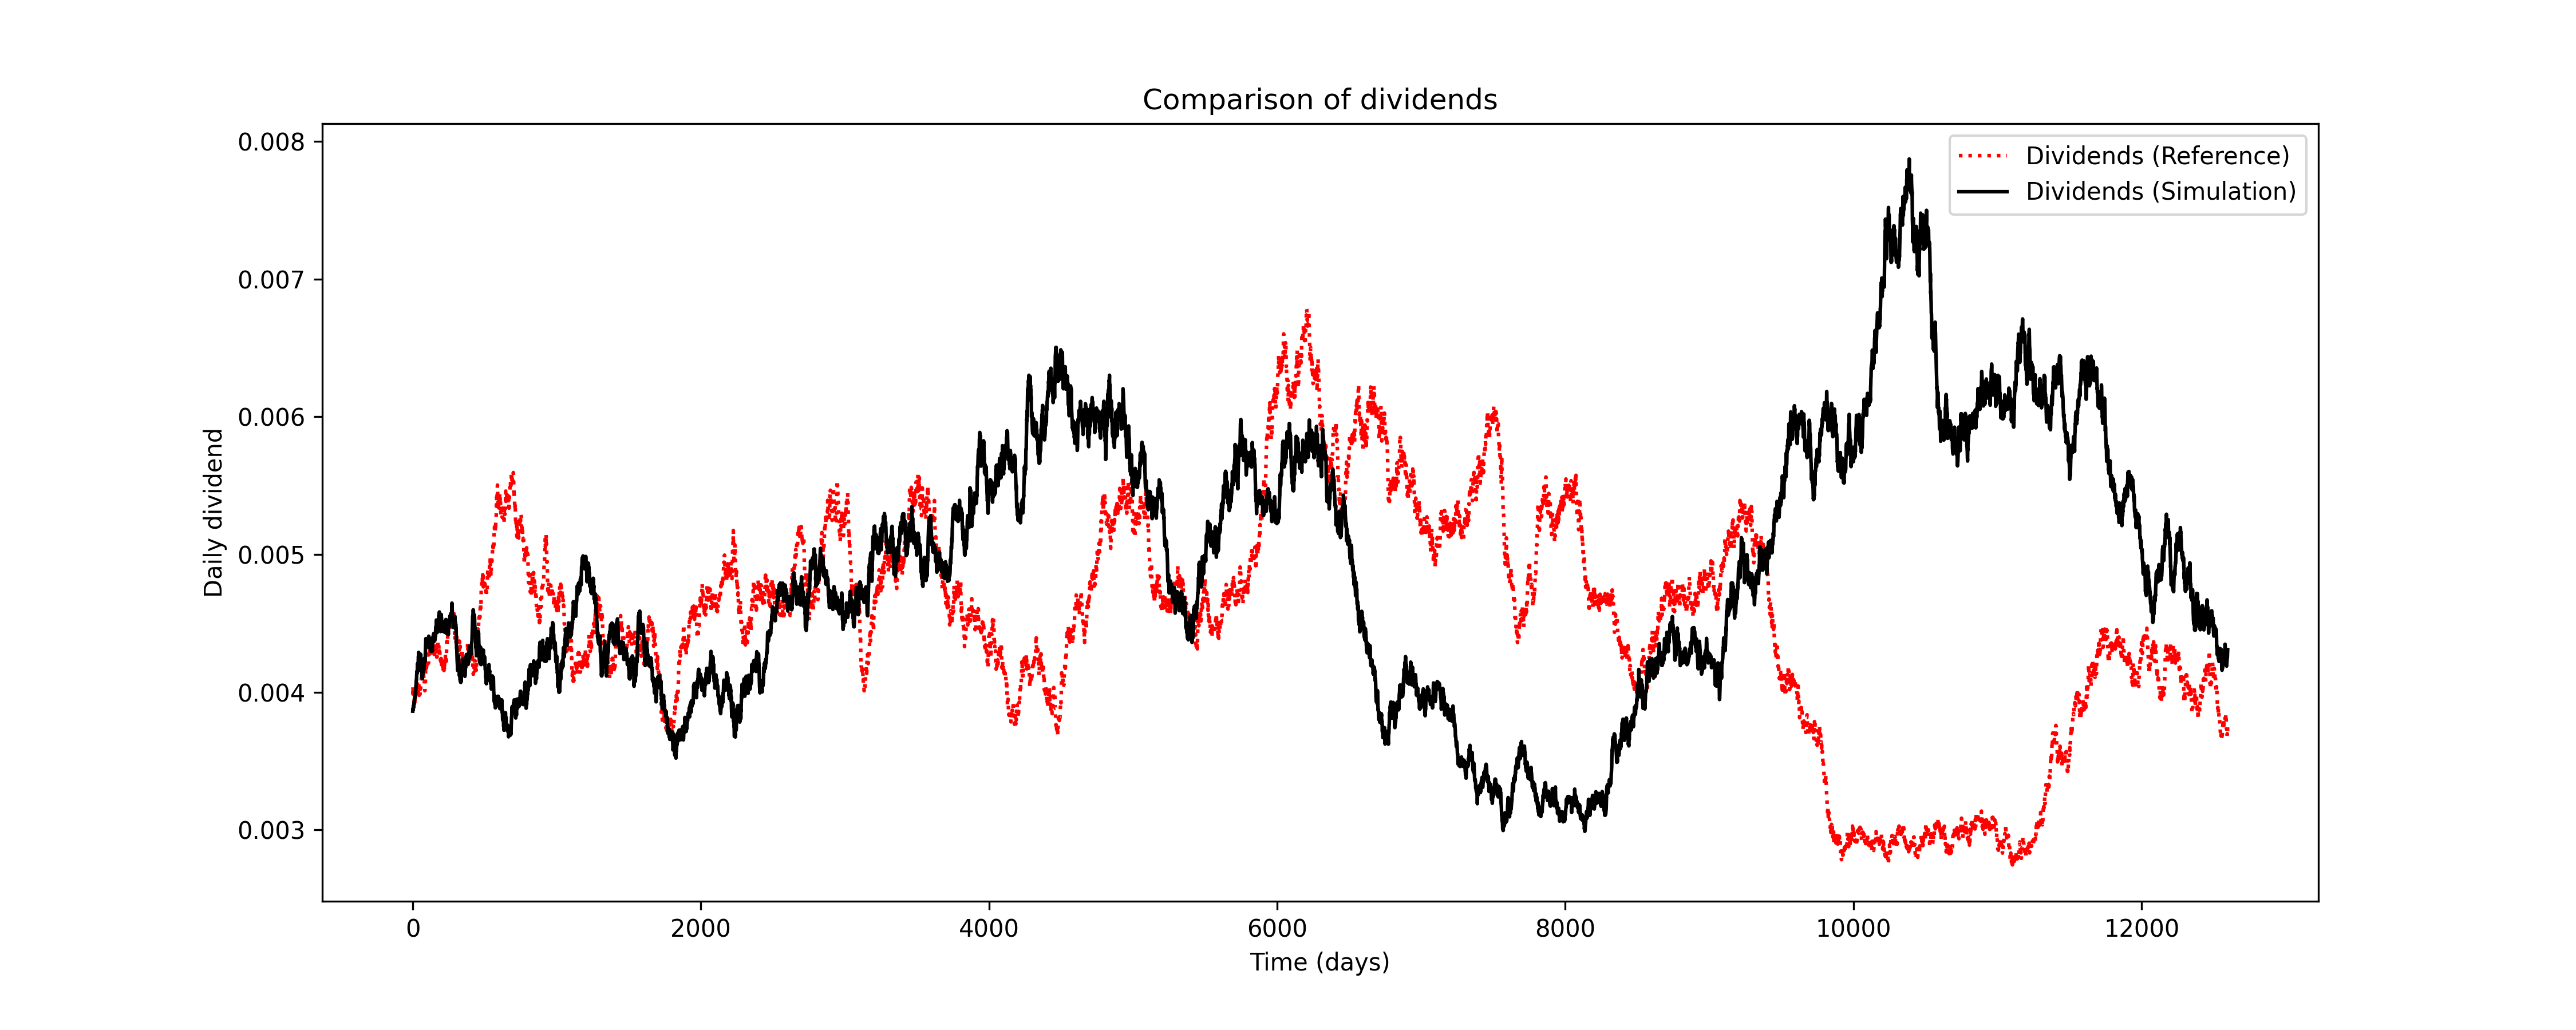 Comparison of dividends
Dividends (Reference)
Dividends (Simulation)
Daily dividend
0.008
0.007
0.006
0.005
0.004
0.003
0
2000
4000
6000
8000
10000
12000
Time (days)